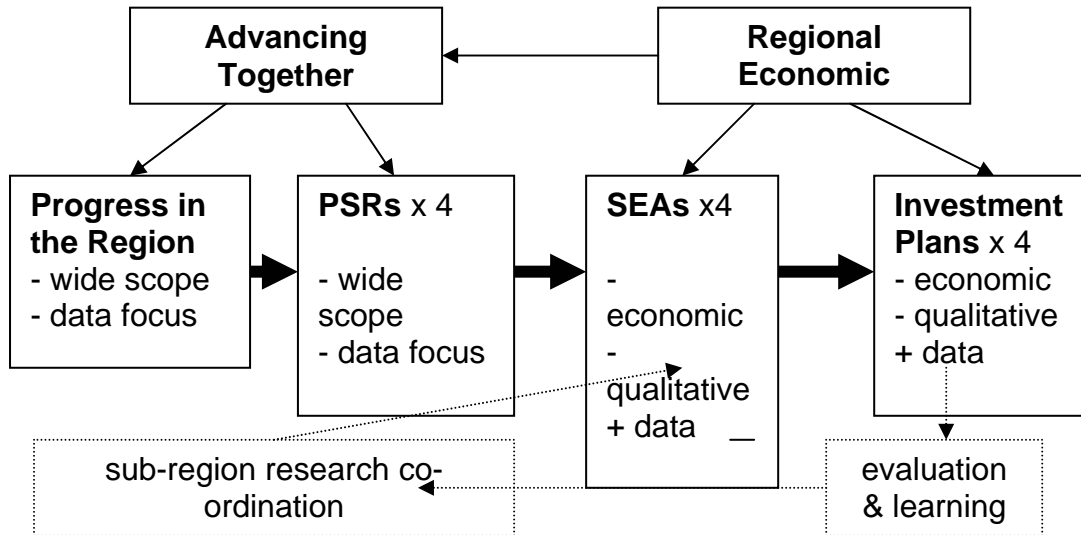 Advancing
Together
Regional
Economic
Progress in
the Region
- wide scope
- data focus
PSRs x 4
- wide
scope
- data focus
SEAs x4
-
economic
-
qualitative
+ data _
Investment
Plans x 4
- economic
- qualitative
+ data
sub-region research co-
ordination
evaluation
& learning